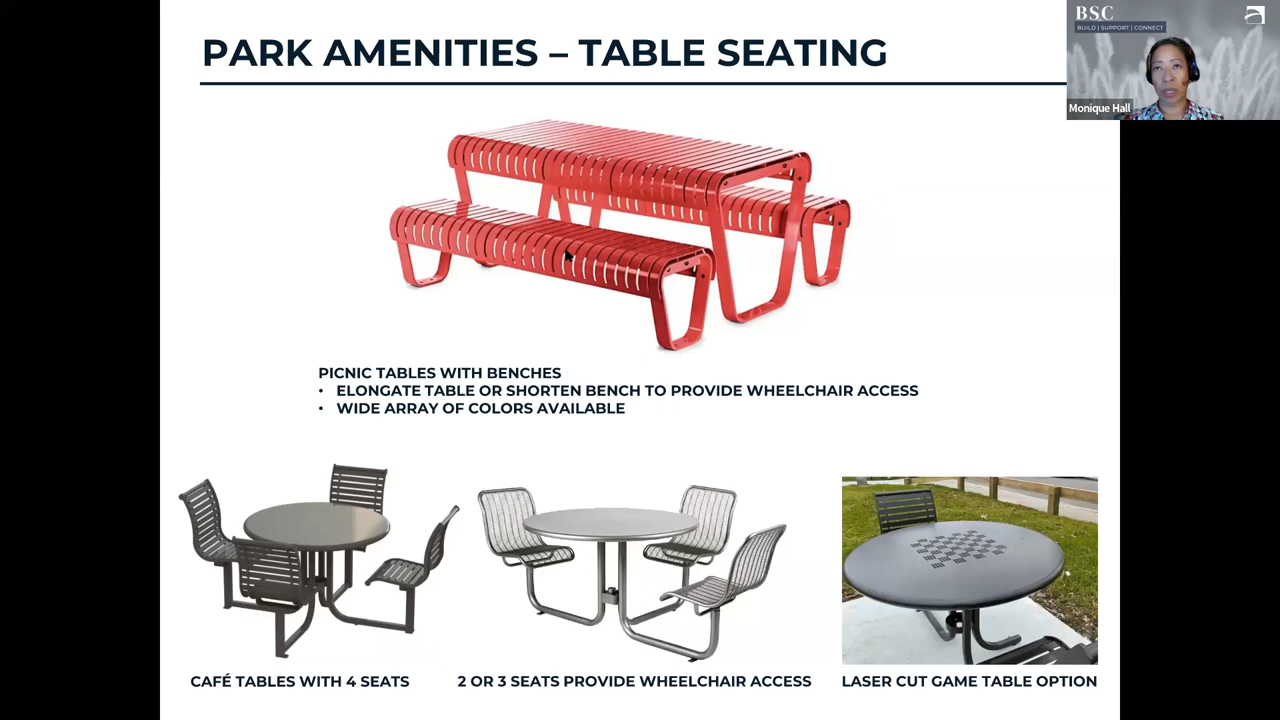 PARK AMENITIES – TABLE SEATING
BSC
BUILD | SUPPORT | CONNECT
Monique Hall
PICNIC TABLES WITH BENCHES
• ELONGATE TABLE OR SHORTEN BENCH TO PROVIDE WHEELCHAIR ACCESS
• WIDE ARRAY OF COLORS AVAILABLE
CAFÉ TABLES WITH 4 SEATS
2 OR 3 SEATS PROVIDE WHEELCHAIR ACCESS
LASER CUT GAME TABLE OPTION